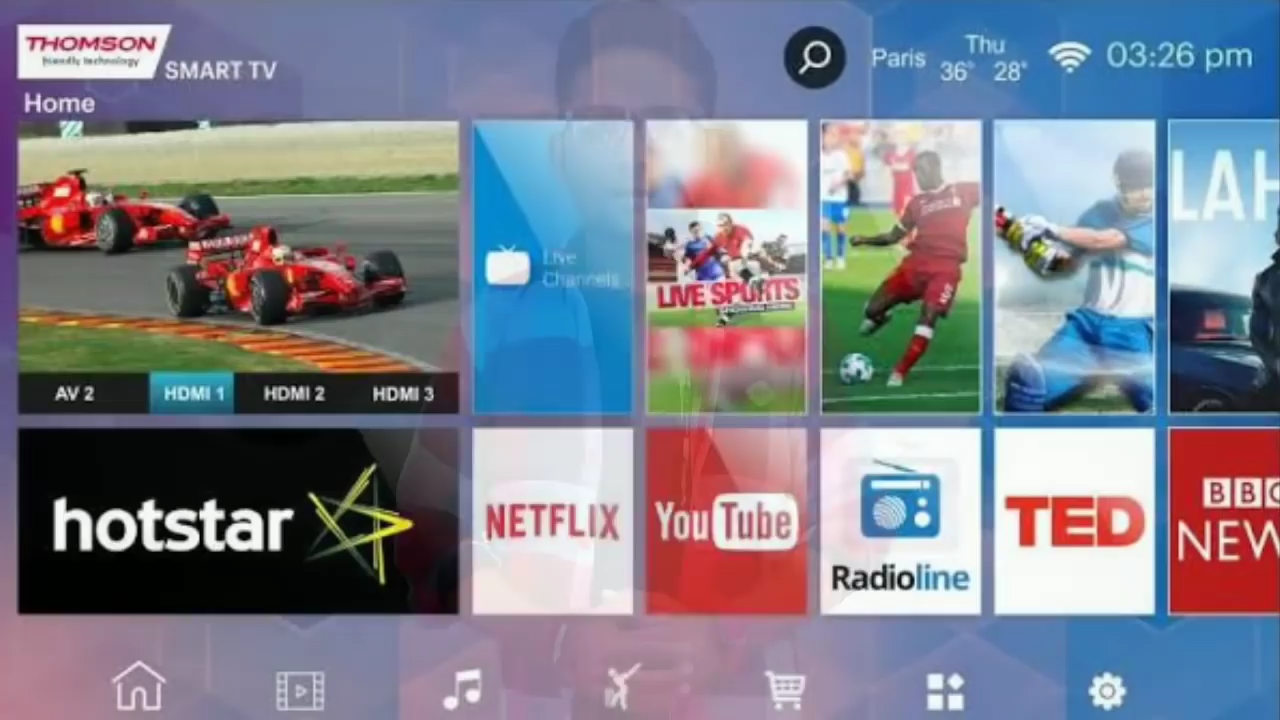 THOMSON
friendly technology
SMART TV
Home
Paris
Thu
36° 28°
03:26 pm
AV 2
HDMI 1
HDMI 2
HDMI 3
Live
Channels
LIVE SPORTS
LAH
hotstar
NETFLIX
YouTube
Radioline
TED
BBC
NEW